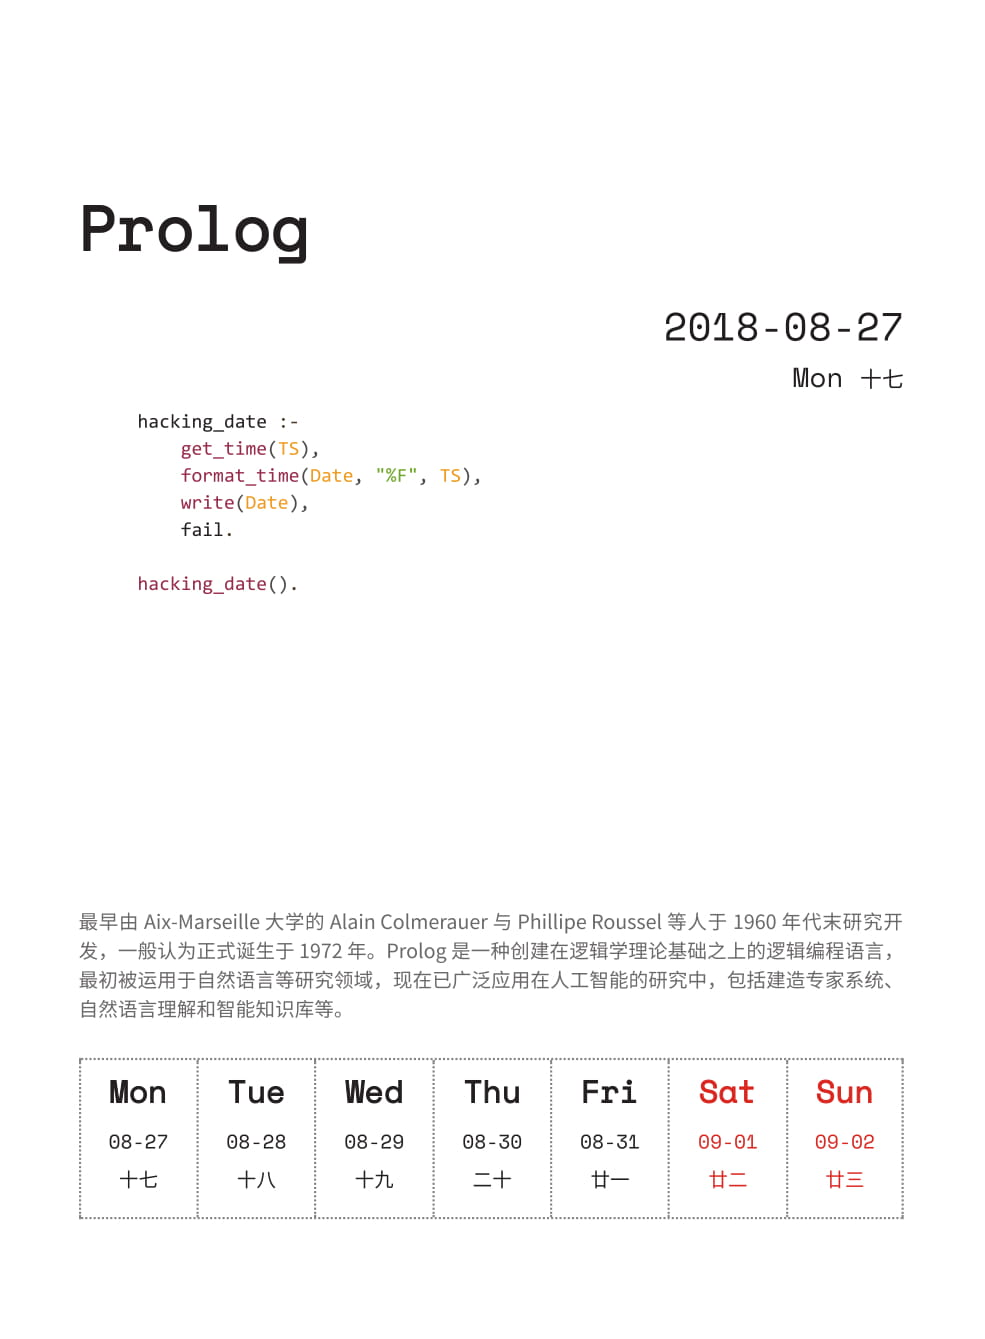 Prolog
2018-08-27
Mon 十七
hacking_date :-
    get_time(TS),
    format_time(Date, "%F", TS),
    write(Date),
    fail.

hacking_date().
最早由 Aix-Marseille 大学的 Alain Colmerauer 与 Phillipe Roussel 等人于 1960 年代末研究开
发，一般认为正式诞生于 1972 年。Prolog 是一种创建在逻辑学理论基础之上的逻辑编程语言，
最初被运用于自然语言等研究领域，现在已广泛应用在人工智能的研究中，包括建造专家系统、
自然语言理解和智能知识库等。
Mon Tue Wed Thu Fri Sat Sun
08-27 08-28 08-29 08-30 08-31 09-01 09-02
十七 十八 十九 二十 廿一 廿二 廿三